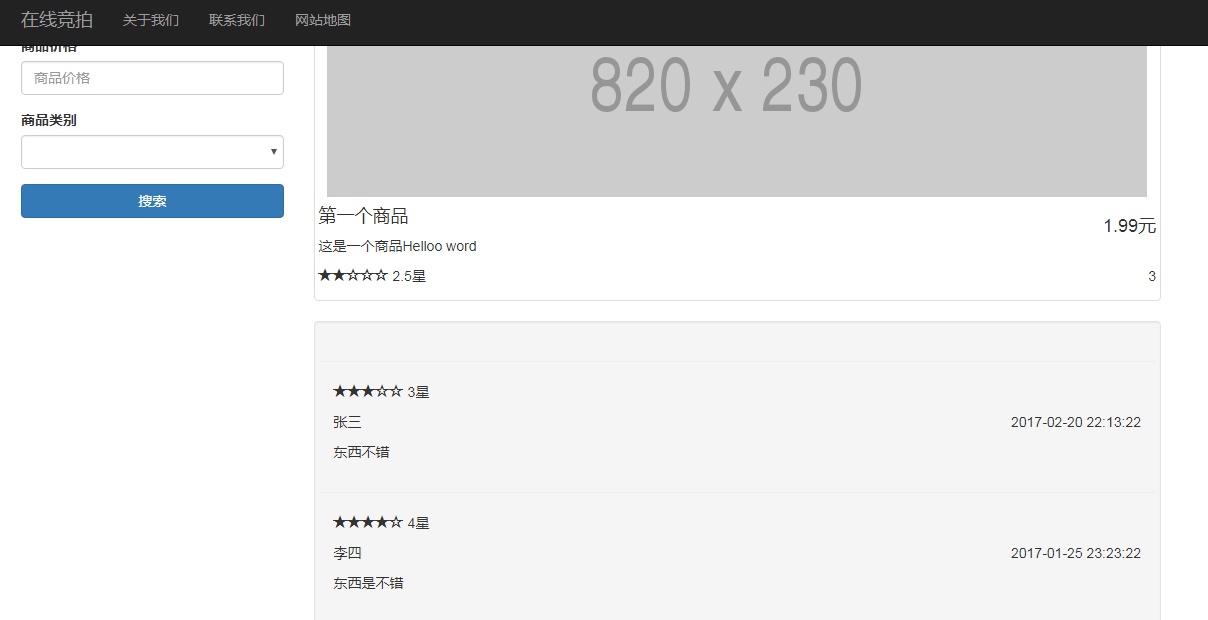 在线竞拍 关于我们 联系我们 网站地图
商品价格
商品价格
商品类别
搜索
820 x 230
第一个商品
1.99元
这是一个商品Helloo word
★★☆☆☆ 2.5星
3
★★★☆☆ 3星
张三
2017-02-20 22:13:22
东西不错
★★★★☆ 4星
李四
2017-01-25 23:23:22
东西是不错